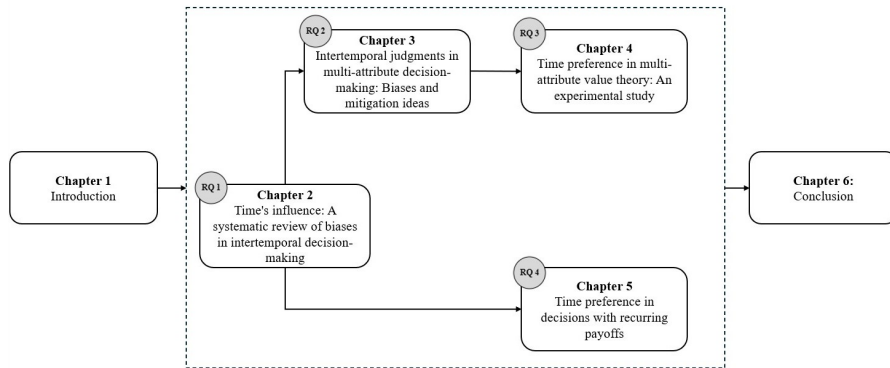 RQ 2
Chapter 3
Intertemporal judgments in
multi-attribute decision-
making: Biases and
mitigation ideas
RQ 3
Chapter 4
Time preference in multi-
attribute value theory: An
experimental study
Chapter 1
Introduction
RQ 1
Chapter 2
Time's influence: A
systematic review of biases
in intertemporal decision-
making
Chapter 6:
Conclusion
RQ 4
Chapter 5
Time preference in
decisions with recurring
payoffs